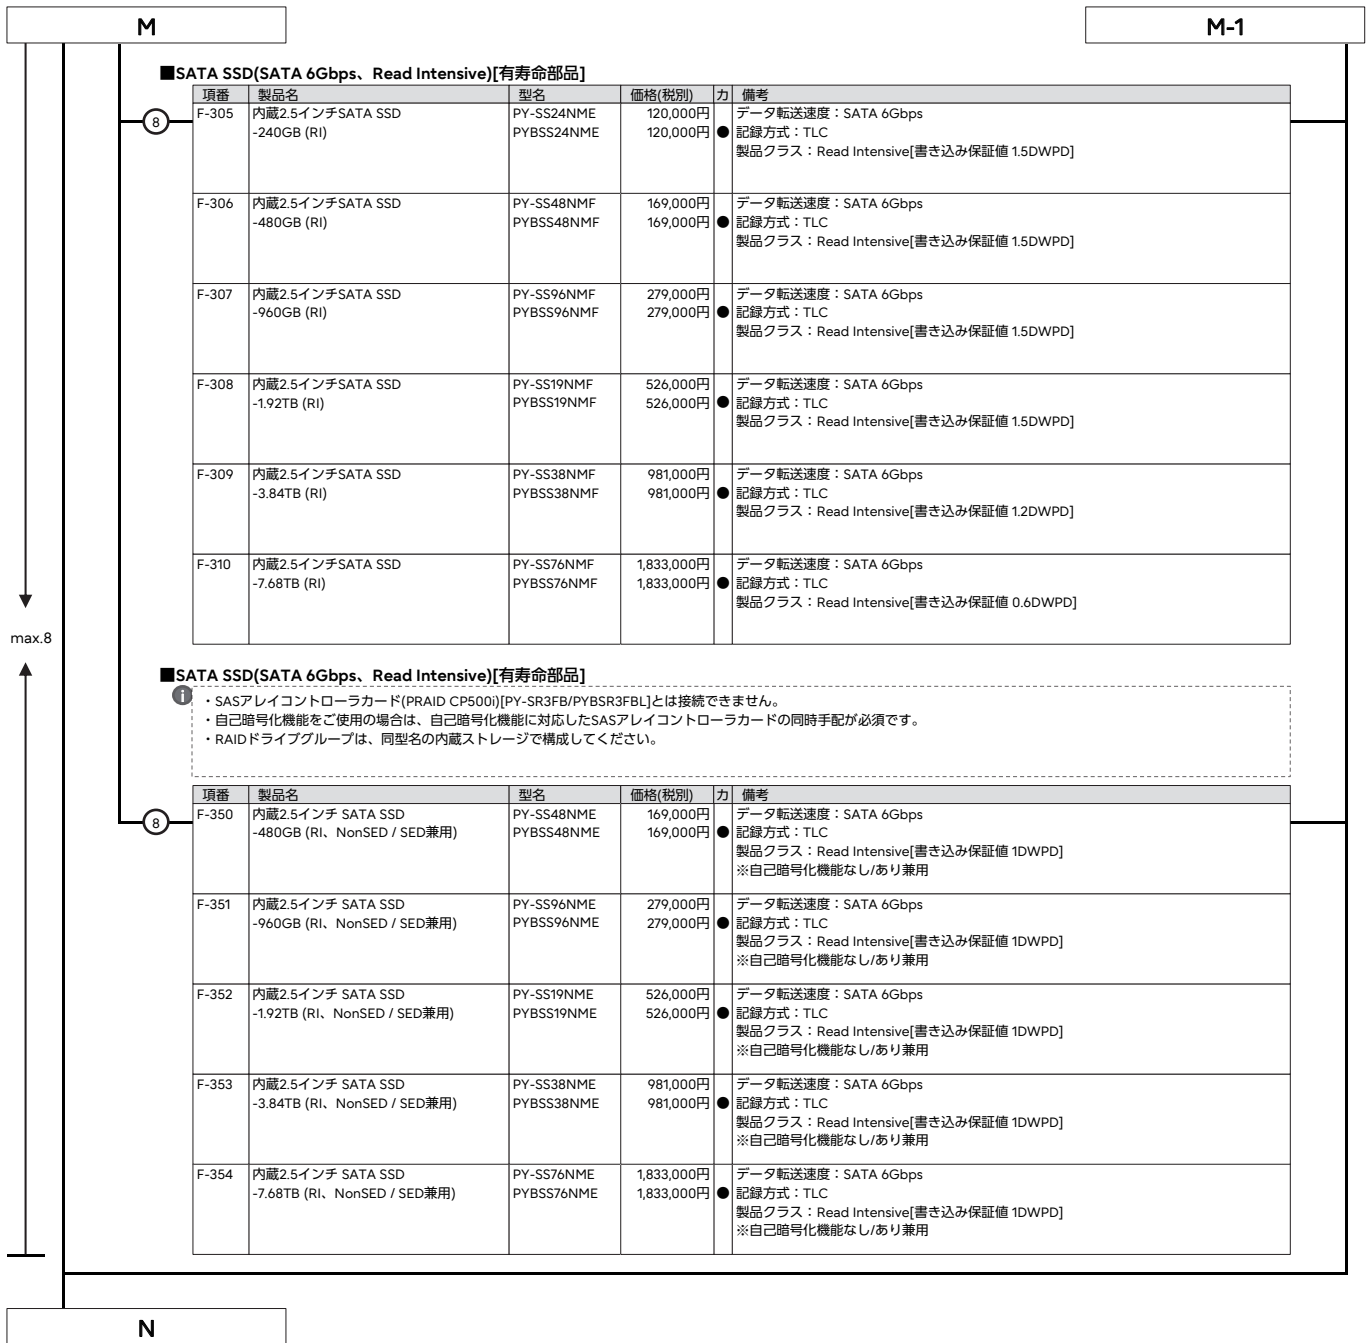 M
M-1
■SATA SSD(SATA 6Gbps、Read Intensive)[有寿命部品]
項番 製品名 型名 価格(税別) カ 備考
8
F-305 内蔵2.5インチSATA SSD PY-SS24NME 120,000円 データ転送速度：SATA 6Gbps
-240GB (RI) PYBSS24NME 120,000円 ● 記録方式：TLC
製品クラス：Read Intensive[書き込み保証値 1.5DWPD]
F-306 内蔵2.5インチSATA SSD PY-SS48NMF 169,000円 データ転送速度：SATA 6Gbps
-480GB (RI) PYBSS48NMF 169,000円 ● 記録方式：TLC
製品クラス：Read Intensive[書き込み保証値 1.5DWPD]
F-307 内蔵2.5インチSATA SSD PY-SS96NMF 279,000円 データ転送速度：SATA 6Gbps
-960GB (RI) PYBSS96NMF 279,000円 ● 記録方式：TLC
製品クラス：Read Intensive[書き込み保証値 1.5DWPD]
F-308 内蔵2.5インチSATA SSD PY-SS19NMF 526,000円 データ転送速度：SATA 6Gbps
-1.92TB (RI) PYBSS19NMF 526,000円 ● 記録方式：TLC
製品クラス：Read Intensive[書き込み保証値 1.5DWPD]
F-309 内蔵2.5インチSATA SSD PY-SS38NMF 981,000円 データ転送速度：SATA 6Gbps
-3.84TB (RI) PYBSS38NMF 981,000円 ● 記録方式：TLC
製品クラス：Read Intensive[書き込み保証値 1.2DWPD]
F-310 内蔵2.5インチSATA SSD PY-SS76NMF 1,833,000円 データ転送速度：SATA 6Gbps
-7.68TB (RI) PYBSS76NMF 1,833,000円 ● 記録方式：TLC
製品クラス：Read Intensive[書き込み保証値 0.6DWPD]
max.8
■SATA SSD(SATA 6Gbps、Read Intensive)[有寿命部品]
・SASアレイコントローラカード(PRAID CP500i)[PY-SR3FB/PYBSR3FBL]とは接続できません。
・自己暗号化機能をご使用の場合は、自己暗号化機能に対応したSASアレイコントローラカードの同時手配が必須です。
・RAIDドライブグループは、同型名の内蔵ストレージで構成してください。
項番 製品名 型名 価格(税別) カ 備考
8
F-350 内蔵2.5インチ SATA SSD PY-SS48NME 169,000円 データ転送速度：SATA 6Gbps
-480GB (RI、NonSED / SED兼用) PYBSS48NME 169,000円 ● 記録方式：TLC
製品クラス：Read Intensive[書き込み保証値 1DWPD]
※自己暗号化機能なし/あり兼用
F-351 内蔵2.5インチ SATA SSD PY-SS96NME 279,000円 データ転送速度：SATA 6Gbps
-960GB (RI、NonSED / SED兼用) PYBSS96NME 279,000円 ● 記録方式：TLC
製品クラス：Read Intensive[書き込み保証値 1DWPD]
※自己暗号化機能なし/あり兼用
F-352 内蔵2.5インチ SATA SSD PY-SS19NME 526,000円 データ転送速度：SATA 6Gbps
-1.92TB (RI、NonSED / SED兼用) PYBSS19NME 526,000円 ● 記録方式：TLC
製品クラス：Read Intensive[書き込み保証値 1DWPD]
※自己暗号化機能なし/あり兼用
F-353 内蔵2.5インチ SATA SSD PY-SS38NME 981,000円 データ転送速度：SATA 6Gbps
-3.84TB (RI、NonSED / SED兼用) PYBSS38NME 981,000円 ● 記録方式：TLC
製品クラス：Read Intensive[書き込み保証値 1DWPD]
※自己暗号化機能なし/あり兼用
F-354 内蔵2.5インチ SATA SSD PY-SS76NME 1,833,000円 データ転送速度：SATA 6Gbps
-7.68TB (RI、NonSED / SED兼用) PYBSS76NME 1,833,000円 ● 記録方式：TLC
製品クラス：Read Intensive[書き込み保証値 1DWPD]
※自己暗号化機能なし/あり兼用
N